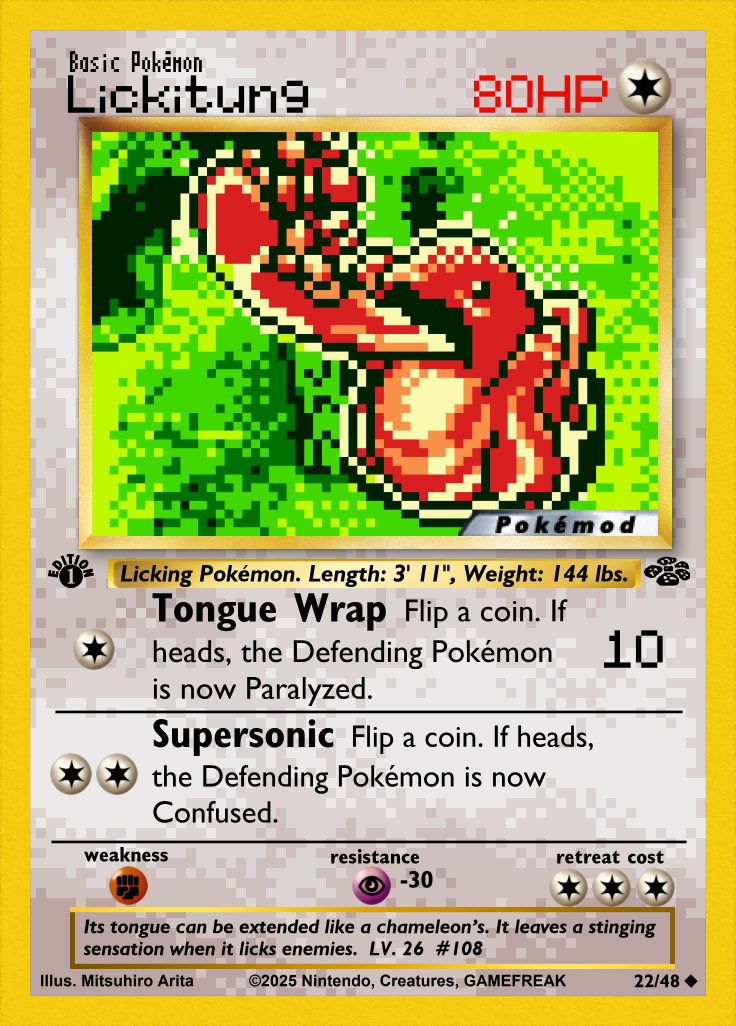 Basic Pokémon
Lickitung
80HP
Pokémod
EDITION
1
Licking Pokémon. Length: 3' 11", Weight: 144 lbs.
Tongue Wrap Flip a coin. If
heads, the Defending Pokémon
is now Paralyzed.
10
Supersonic Flip a coin. If heads,
the Defending Pokémon is now
Confused.
weakness
resistance
retreat cost
-30
Its tongue can be extended like a chameleon's. It leaves a stinging
sensation when it licks enemies. LV. 26 #108
Illus. Mitsuhiro Arita
©2025 Nintendo, Creatures, GAMEFREAK
22/48